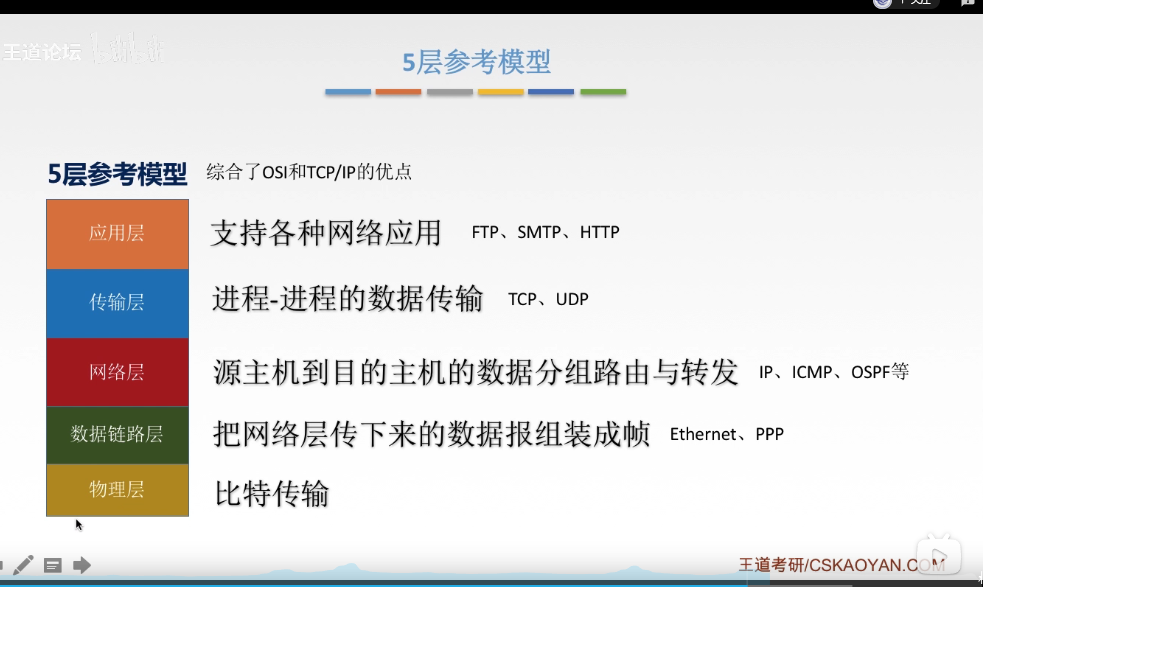 王道论坛
5层参考模型
5层参考模型 综合了OSI和TCP/IP的优点
应用层 支持各种网络应用 FTP、SMTP、HTTP
传输层 进程-进程的数据传输 TCP、UDP
网络层 源主机到目的主机的数据分组路由与转发 IP、ICMP、OSPF等
数据链路层 把网络层传下来的数据报组装成帧 Ethernet、PPP
物理层 比特传输
王道考研/CSKAOYAN.COM